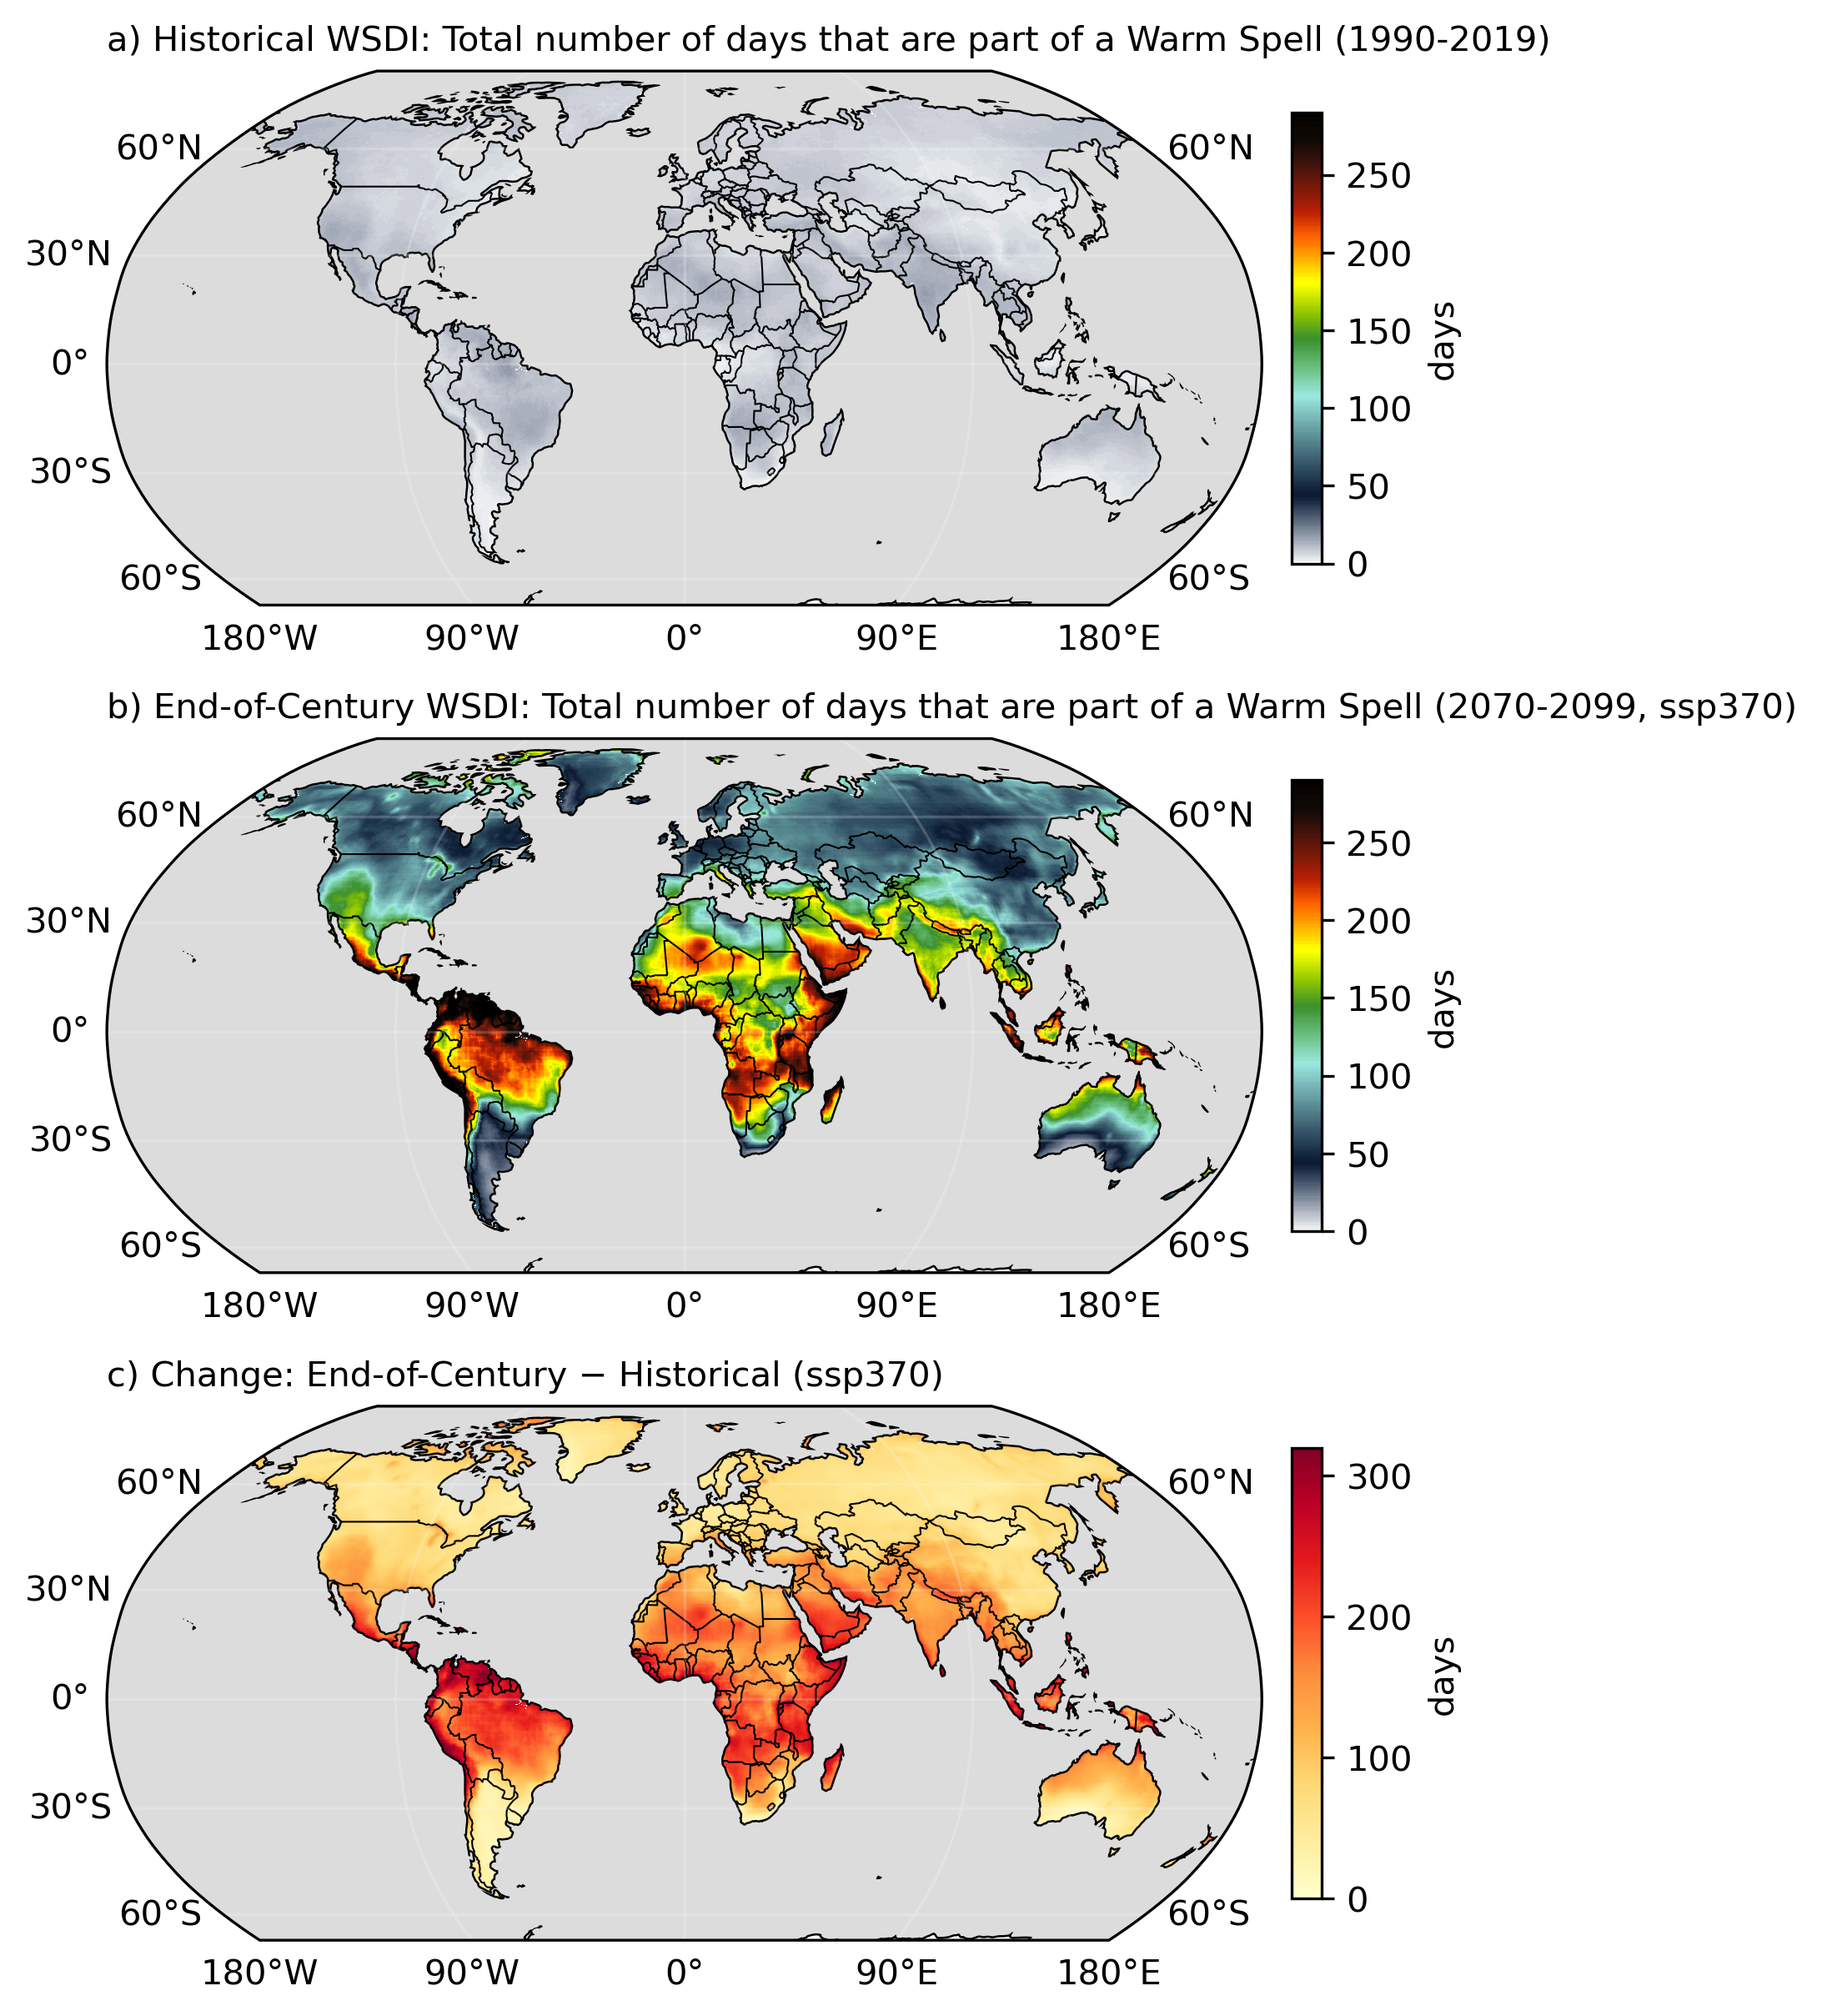 a) Historical WSDI: Total number of days that are part of a Warm Spell (1990-2019)
60°N 60°N
30°N
0°
30°S
60°S 60°S
180°W 90°W 0° 90°E 180°E
250
200
150
100
50
0
days
b) End-of-Century WSDI: Total number of days that are part of a Warm Spell (2070-2099, ssp370)
60°N 60°N
30°N
0°
30°S
60°S 60°S
180°W 90°W 0° 90°E 180°E
250
200
150
100
50
0
days
c) Change: End-of-Century − Historical (ssp370)
60°N 60°N
30°N
0°
30°S
60°S 60°S
180°W 90°W 0° 90°E 180°E
300
200
100
0
days